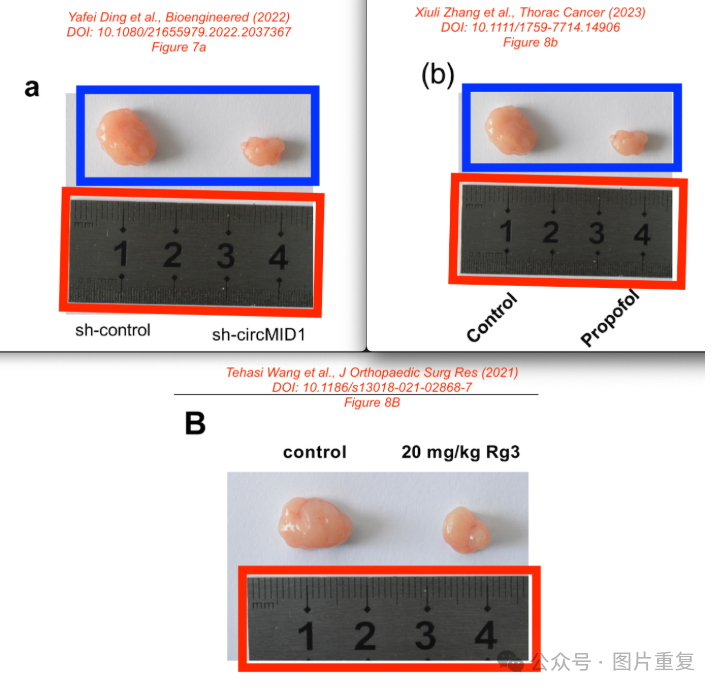 Yafei Ding et al., Bioengineered (2022)
DOI: 10.1080/21655979.2022.2037367
Figure 7a
a
mm
1 2 3 4
sh-control sh-circMID1
Xiuli Zhang et al., Thorac Cancer (2023)
DOI: 10.1111/1759-7714.14906
Figure 8b
(b)
mm
1 2 3 4
Control Propofol
Tehasi Wang et al., J Orthopaedic Surg Res (2021)
DOI: 10.1186/s13018-021-02868-7
Figure 8B
B
control 20 mg/kg Rg3
mm
1 2 3 4
公众号 · 图片重复